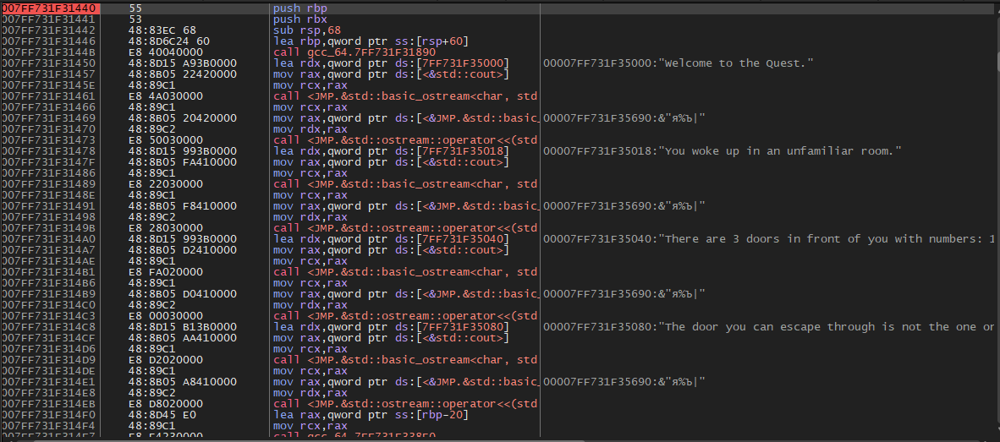 007FF731F31440 55 push rbp
007FF731F31441 53 push rbx
007FF731F31442 48:83EC 68 sub rsp,68
007FF731F31446 48:8D6C24 60 lea rbp,qword ptr ss:[rsp+60]
007FF731F3144B E8 40040000 call gcc_64.7FF731F31890
007FF731F31450 48:8D15 A93B0000 lea rdx,qword ptr ds:[7FF731F35000] 00007FF731F35000:"Welcome to the Quest."
007FF731F31457 48:8B05 22420000 mov rax,qword ptr ds:[<&std::cout>]
007FF731F3145E 48:89C1 mov rcx,rax
007FF731F31461 E8 4A030000 call <JMP.&std::basic_ostream<char, std
007FF731F31466 48:89C1 mov rcx,rax
007FF731F31469 48:8B05 20420000 mov rax,qword ptr ds:[<&JMP.&std::basic_ 00007FF731F35690:&"я%Ъ|"
007FF731F31470 48:89C2 mov rdx,rax
007FF731F31473 E8 50030000 call <JMP.&std::ostream::operator<<(std
007FF731F31478 48:8D15 993B0000 lea rdx,qword ptr ds:[7FF731F35018] 00007FF731F35018:"You woke up in an unfamiliar room."
007FF731F3147F 48:8B05 FA410000 mov rax,qword ptr ds:[<&std::cout>]
007FF731F31486 48:89C1 mov rcx,rax
007FF731F31489 E8 22030000 call <JMP.&std::basic_ostream<char, std
007FF731F3148E 48:89C1 mov rcx,rax
007FF731F31491 48:8B05 F8410000 mov rax,qword ptr ds:[<&JMP.&std::basic_ 00007FF731F35690:&"я%Ъ|"
007FF731F31498 48:89C2 mov rdx,rax
007FF731F3149B E8 28030000 call <JMP.&std::ostream::operator<<(std
007FF731F314A0 48:8D15 993B0000 lea rdx,qword ptr ds:[7FF731F35040] 00007FF731F35040:"There are 3 doors in front of you with numbers: 1
007FF731F314A7 48:8B05 D2410000 mov rax,qword ptr ds:[<&std::cout>]
007FF731F314AE 48:89C1 mov rcx,rax
007FF731F314B1 E8 FA020000 call <JMP.&std::basic_ostream<char, std
007FF731F314B6 48:89C1 mov rcx,rax
007FF731F314B9 48:8B05 D0410000 mov rax,qword ptr ds:[<&JMP.&std::basic_ 00007FF731F35690:&"я%Ъ|"
007FF731F314C0 48:89C2 mov rdx,rax
007FF731F314C3 E8 00030000 call <JMP.&std::ostream::operator<<(std
007FF731F314C8 48:8D15 B13B0000 lea rdx,qword ptr ds:[7FF731F35080] 00007FF731F35080:"The door you can escape through is not the one or
007FF731F314CF 48:8B05 AA410000 mov rax,qword ptr ds:[<&std::cout>]
007FF731F314D6 48:89C1 mov rcx,rax
007FF731F314D9 E8 D2020000 call <JMP.&std::basic_ostream<char, std
007FF731F314DE 48:89C1 mov rcx,rax
007FF731F314E1 48:8B05 A8410000 mov rax,qword ptr ds:[<&JMP.&std::basic_ 00007FF731F35690:&"я%Ъ|"
007FF731F314E8 48:89C2 mov rdx,rax
007FF731F314EB E8 D8020000 call <JMP.&std::ostream::operator<<(std
007FF731F314F0 48:8D45 E0 lea rax,qword ptr ss:[rbp-20]
007FF731F314F4 48:89C1 mov rcx,rax